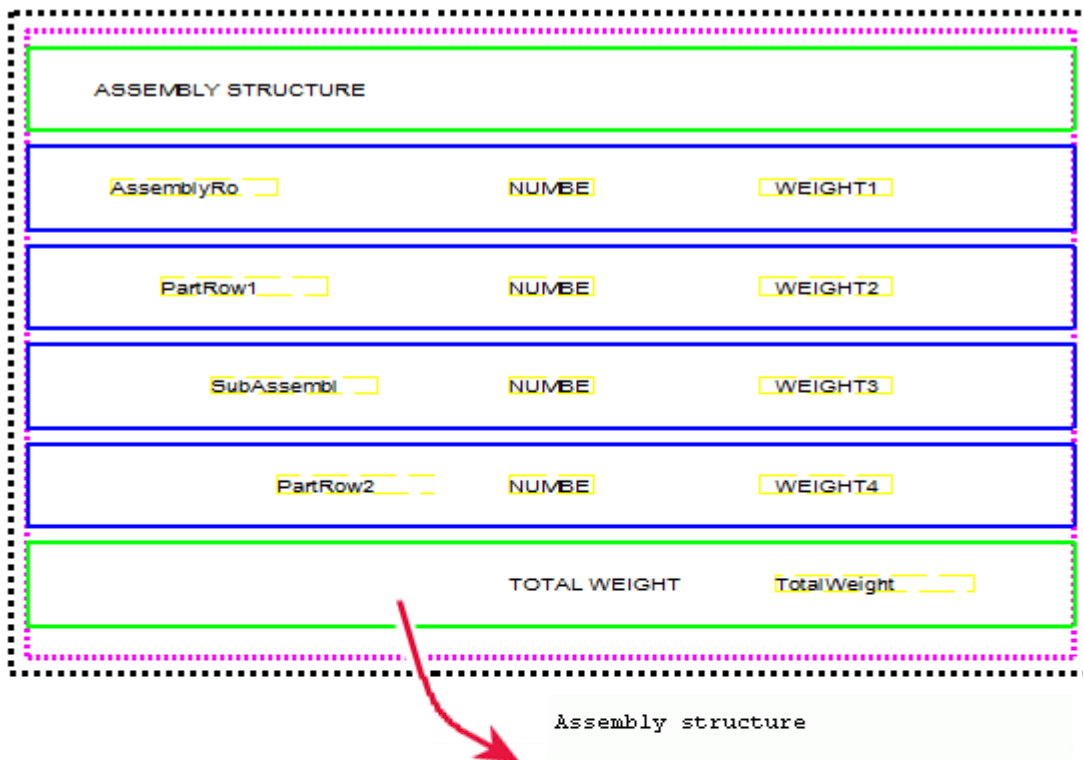 ASSEMBLY STRUCTURE
AssemblyRo NUMBE WEIGHT1
PartRow1 NUMBE WEIGHT2
SubAssembl NUMBE WEIGHT3
PartRow2 NUMBE WEIGHT4
TOTAL WEIGHT TotalWeight
Assembly structure